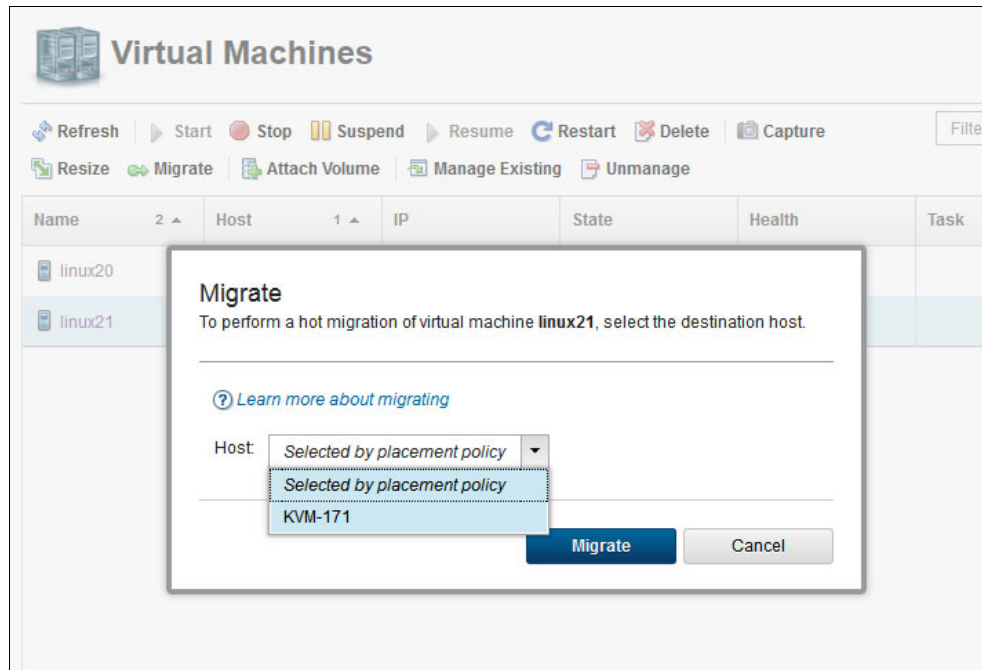 Virtual Machines
Refresh Start Stop Suspend Resume Restart Delete Capture
Resize Migrate Attach Volume Manage Existing Unmanage
Name 2 Host 1 IP State Health Task
linux20
linux21
Migrate
To perform a hot migration of virtual machine linux21, select the destination host.
? Learn more about migrating
Host: Selected by placement policy
Selected by placement policy
KVM-171
Migrate Cancel